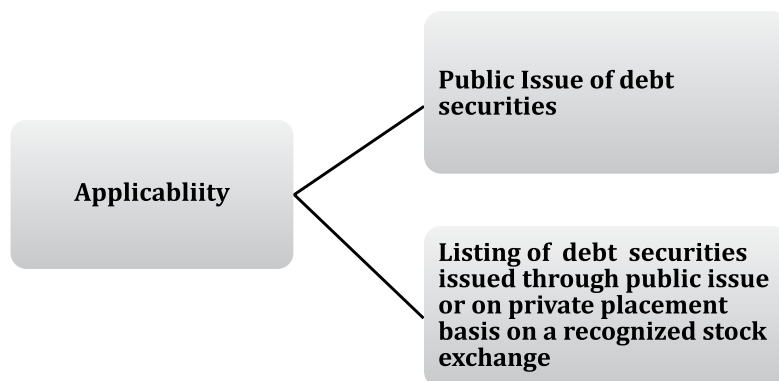 Applicabliity
Public Issue of debt
securities
Listing of debt securities
issued through public issue
or on private placement
basis on a recognized stock
exchange